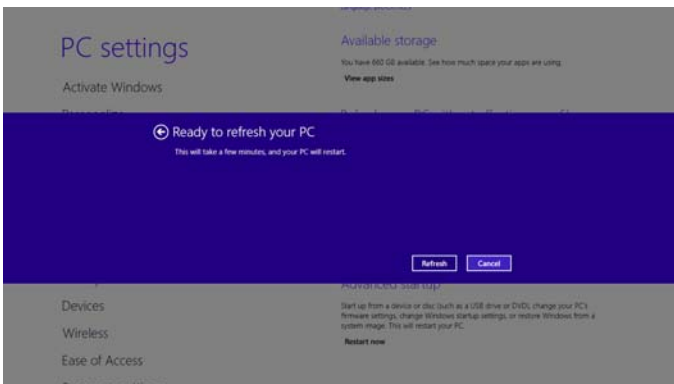 PC settings
Activate Windows
Available storage
You have 660 GB available. See how much space your apps are using.
View app sizes
Ready to refresh your PC
This will take a few minutes, and your PC will restart.
Refresh
Cancel
Devices
Wireless
Ease of Access
Advanced startup
Start up from a device or disc (such as a USB drive or DVD), change your PC's
firmware settings, change Windows startup settings, or restore Windows from a
system image. This will restart your PC.
Restart now